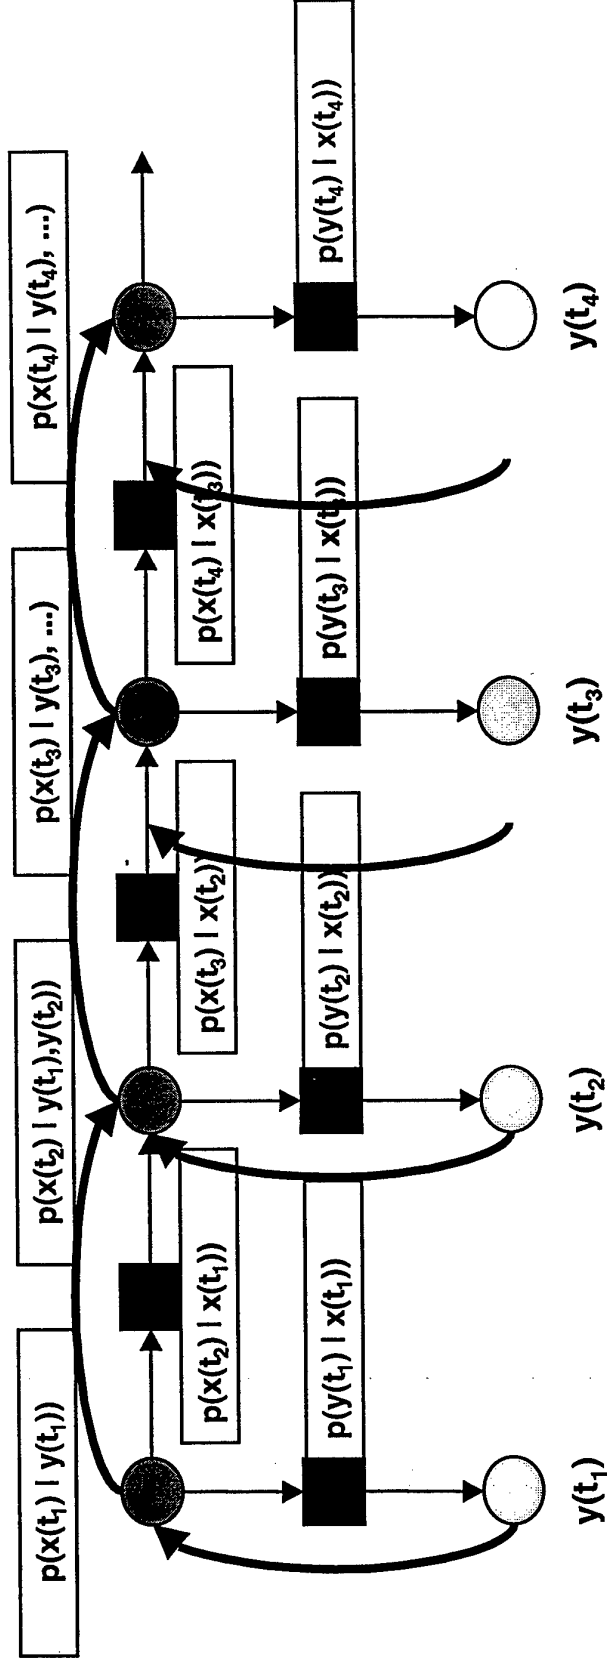 p(x(t₁) | y(t₁))
p(x(t₂) | y(t₁),y(t₂))
p(x(t₃) | y(t₃), ...)
p(x(t₄) | y(t₄), ...)
p(x(t₂) | x(t₁))
p(x(t₃) | x(t₂))
p(x(t₄) | x(t₃))
p(y(t₁) | x(t₁))
p(y(t₂) | x(t₂))
p(y(t₃) | x(t₃))
p(y(t₄) | x(t₄))
y(t₁)
y(t₂)
y(t₃)
y(t₄)